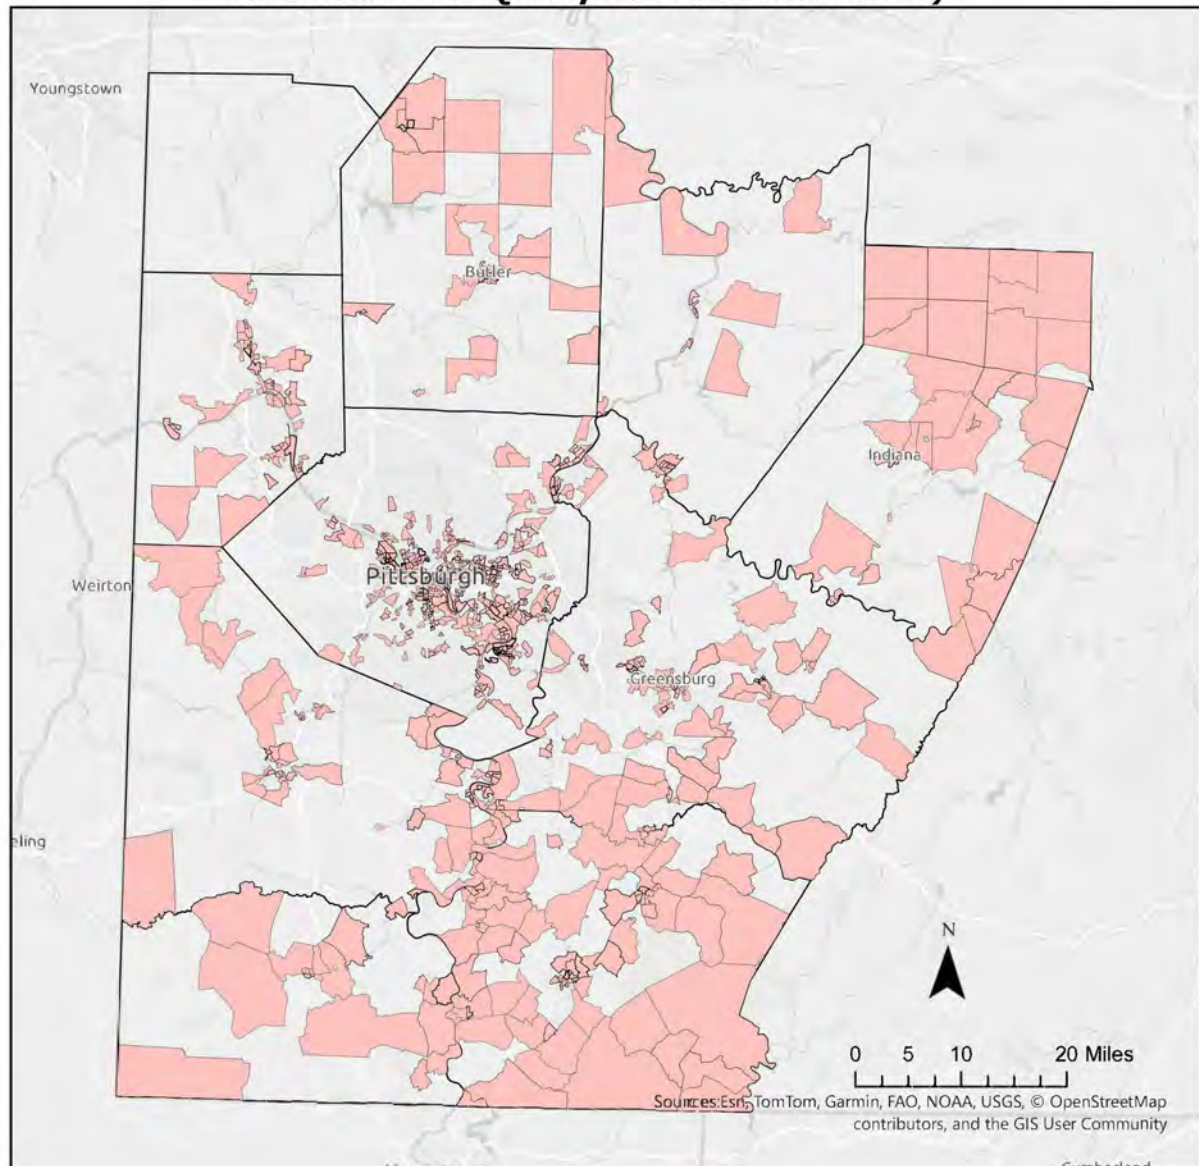 Youngstown
Butler
Indiana
Pittsburgh
Weirton
Greensburg
eling
N
0 5 10 20 Miles
Sources:Esri, TomTom, Garmin, FAO, NOAA, USGS, © OpenStreetMap
contributors, and the GIS User Community